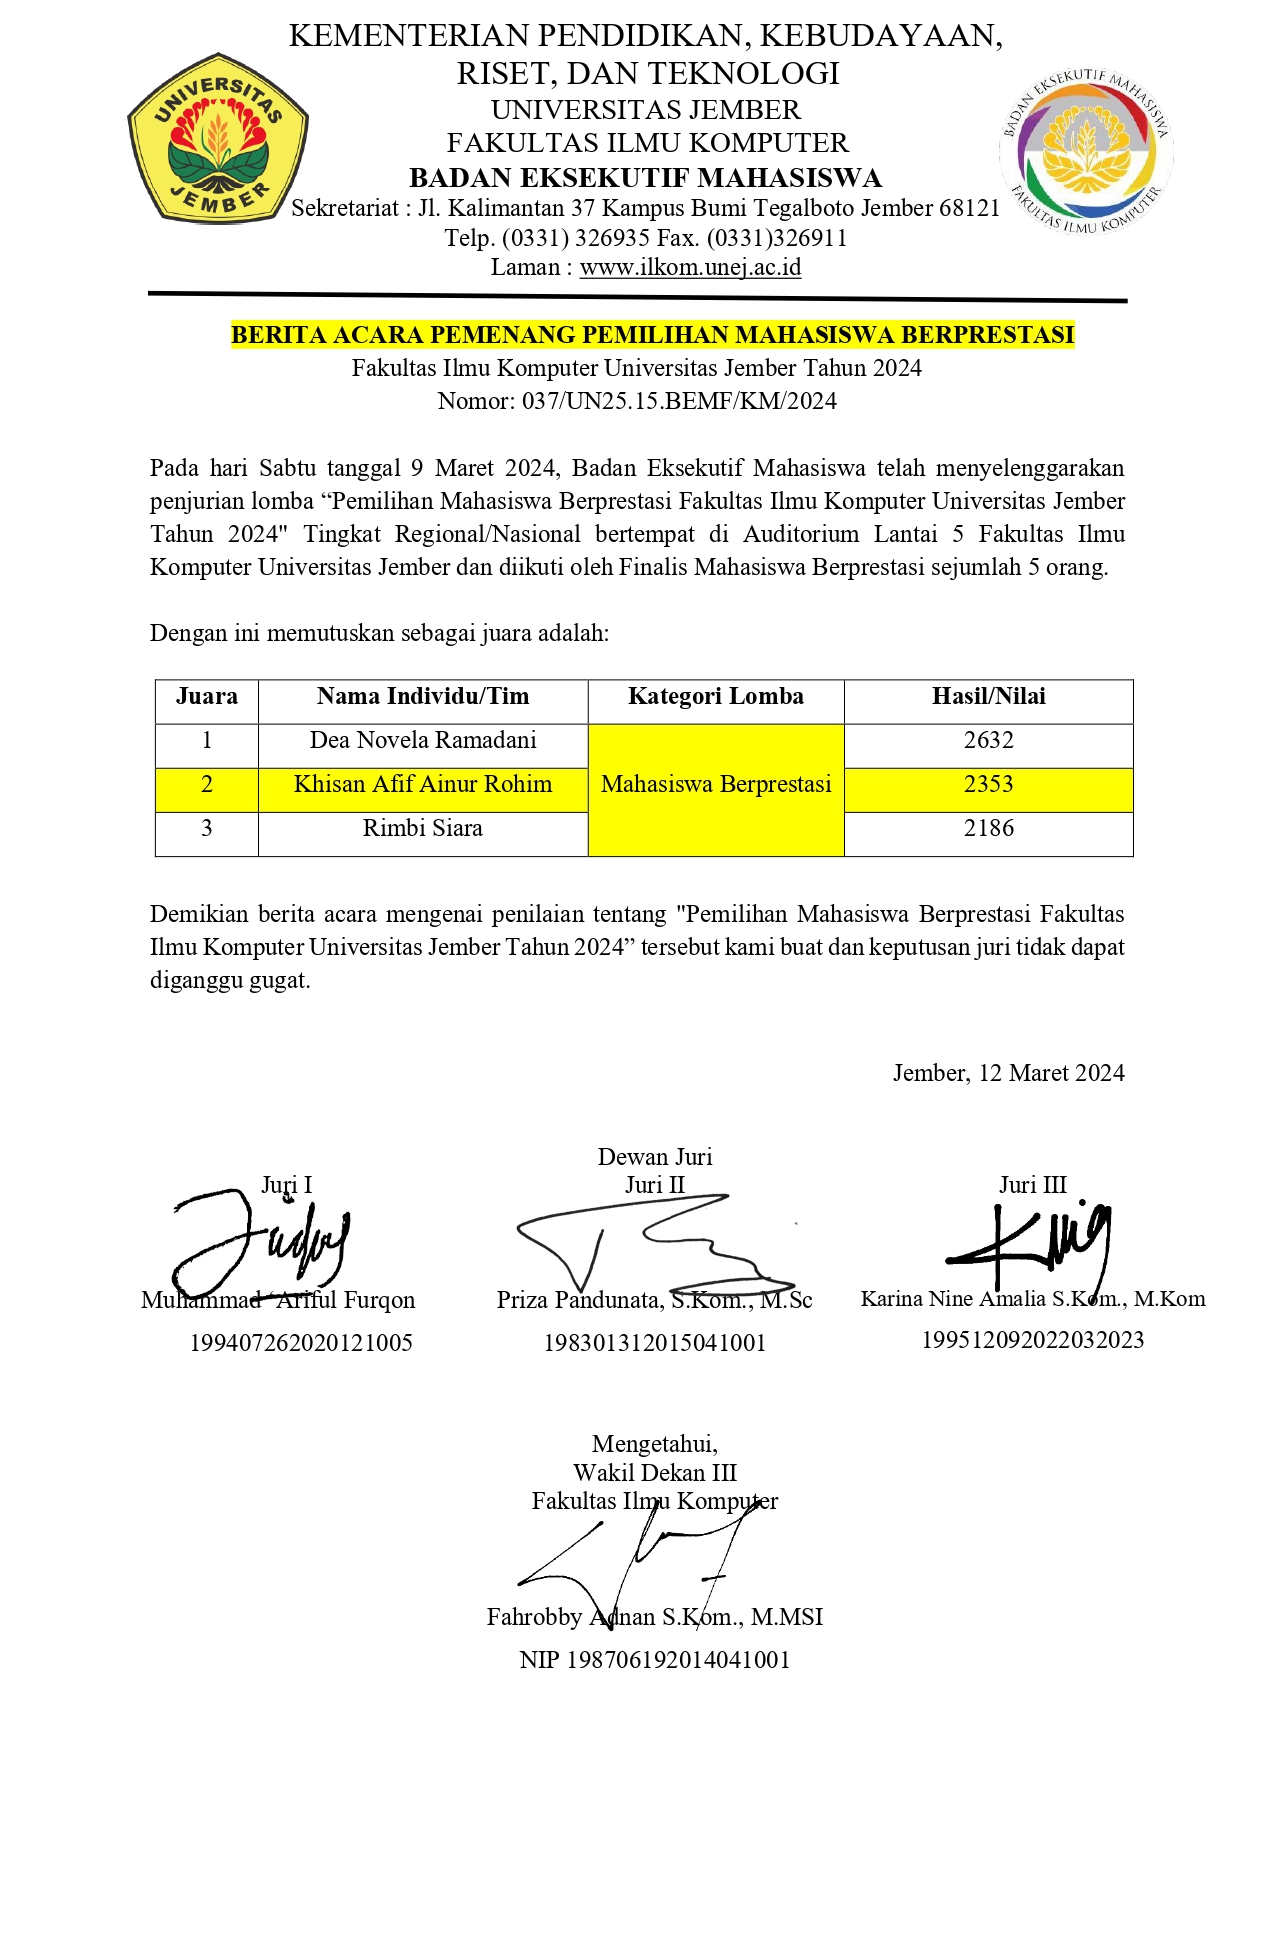 KEMENTERIAN PENDIDIKAN, KEBUDAYAAN,
RISET, DAN TEKNOLOGI
UNIVERSITAS JEMBER
FAKULTAS ILMU KOMPUTER
BADAN EKSEKUTIF MAHASISWA
Sekretariat : Jl. Kalimantan 37 Kampus Bumi Tegalboto Jember 68121
Telp. (0331) 326935 Fax. (0331)326911
Laman : www.ilkom.unej.ac.id
UNIVERSITAS
JEMBER
BADAN EKSEKUTIF MAHASISWA
FAKULTAS ILMU KOMPUTER
BERITA ACARA PEMENANG PEMILIHAN MAHASISWA BERPRESTASI
Fakultas Ilmu Komputer Universitas Jember Tahun 2024
Nomor: 037/UN25.15.BEMF/KM/2024
Pada hari Sabtu tanggal 9 Maret 2024, Badan Eksekutif Mahasiswa telah menyelenggarakan
penjurian lomba “Pemilihan Mahasiswa Berprestasi Fakultas Ilmu Komputer Universitas Jember
Tahun 2024" Tingkat Regional/Nasional bertempat di Auditorium Lantai 5 Fakultas Ilmu
Komputer Universitas Jember dan diikuti oleh Finalis Mahasiswa Berprestasi sejumlah 5 orang.
Dengan ini memutuskan sebagai juara adalah:
Juara Nama Individu/Tim Kategori Lomba Hasil/Nilai
1 Dea Novela Ramadani 2632
2 Khisan Afif Ainur Rohim Mahasiswa Berprestasi 2353
3 Rimbi Siara 2186
Demikian berita acara mengenai penilaian tentang "Pemilihan Mahasiswa Berprestasi Fakultas
Ilmu Komputer Universitas Jember Tahun 2024” tersebut kami buat dan keputusan juri tidak dapat
diganggu gugat.
Jember, 12 Maret 2024
Dewan Juri
Juri I Juri II Juri III
Muhammad ‘Ariful Furqon Priza Pandunata, S.Kom., M.Sc Karina Nine Amalia S.Kom., M.Kom
199407262020121005 198301312015041001 199512092022032023
Mengetahui,
Wakil Dekan III
Fakultas Ilmu Komputer
Fahrobby Adnan S.Kom., M.MSI
NIP 198706192014041001